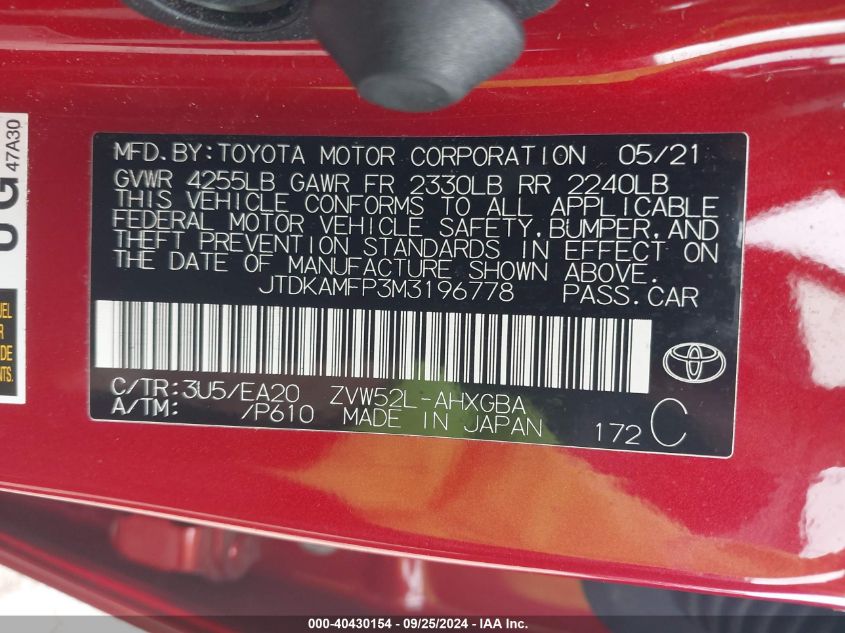 MFD.BY:TOYOTA MOTOR CORPORATION 05/21
GVWR 4255LB GAWR FR 2330LB RR 2240LB
THIS VEHICLE CONFORMS TO ALL APPLICABLE
FEDERAL MOTOR VEHICLE SAFETY,BUMPER,AND
THEFT PREVENTION STANDARDS IN EFFECT ON
THE DATE OF MANUFACTURE SHOWN ABOVE.
JTDKAMFP3M3196778 PASS.CAR
C/TR:3U5/EA20 ZVW52L-AHXGBA
A/TM: /P610 MADE IN JAPAN 172 C
47A30
000-40430154 - 09/25/2024 - IAA Inc.